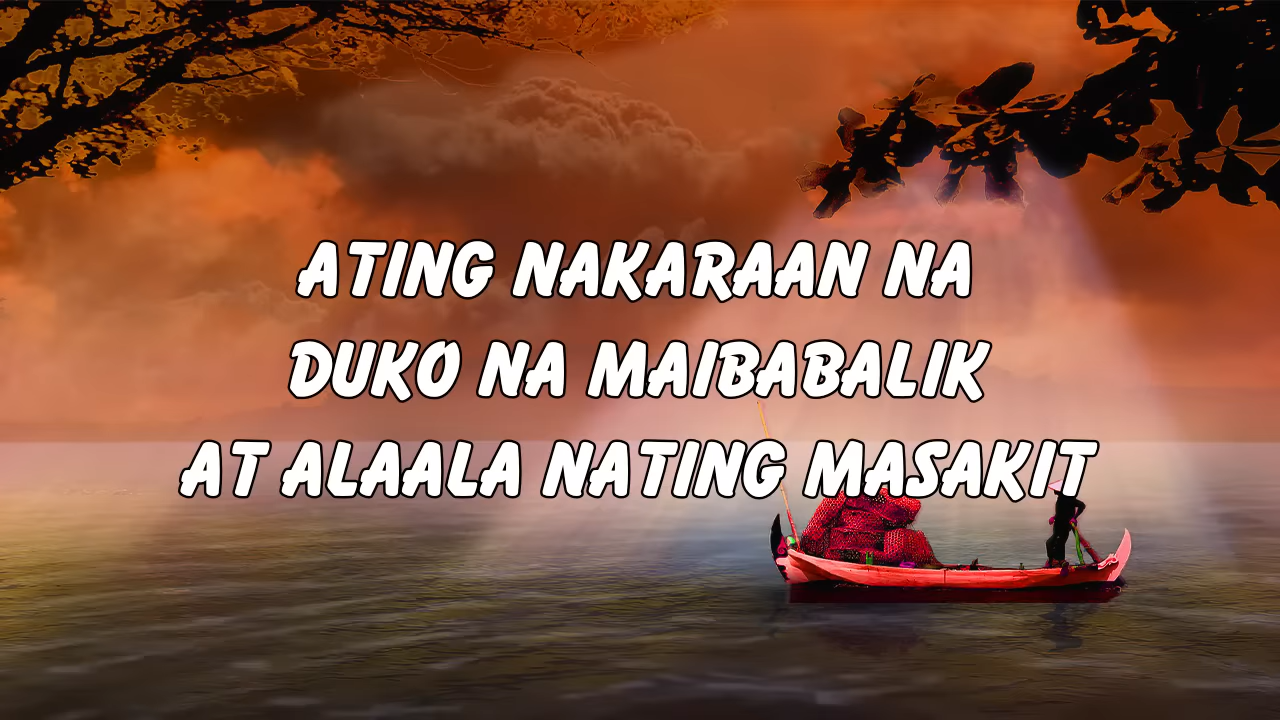 ATING NAKARAAN NA
DUKO NA MAIBABALIK
AT ALAALA NATING MASAKIT